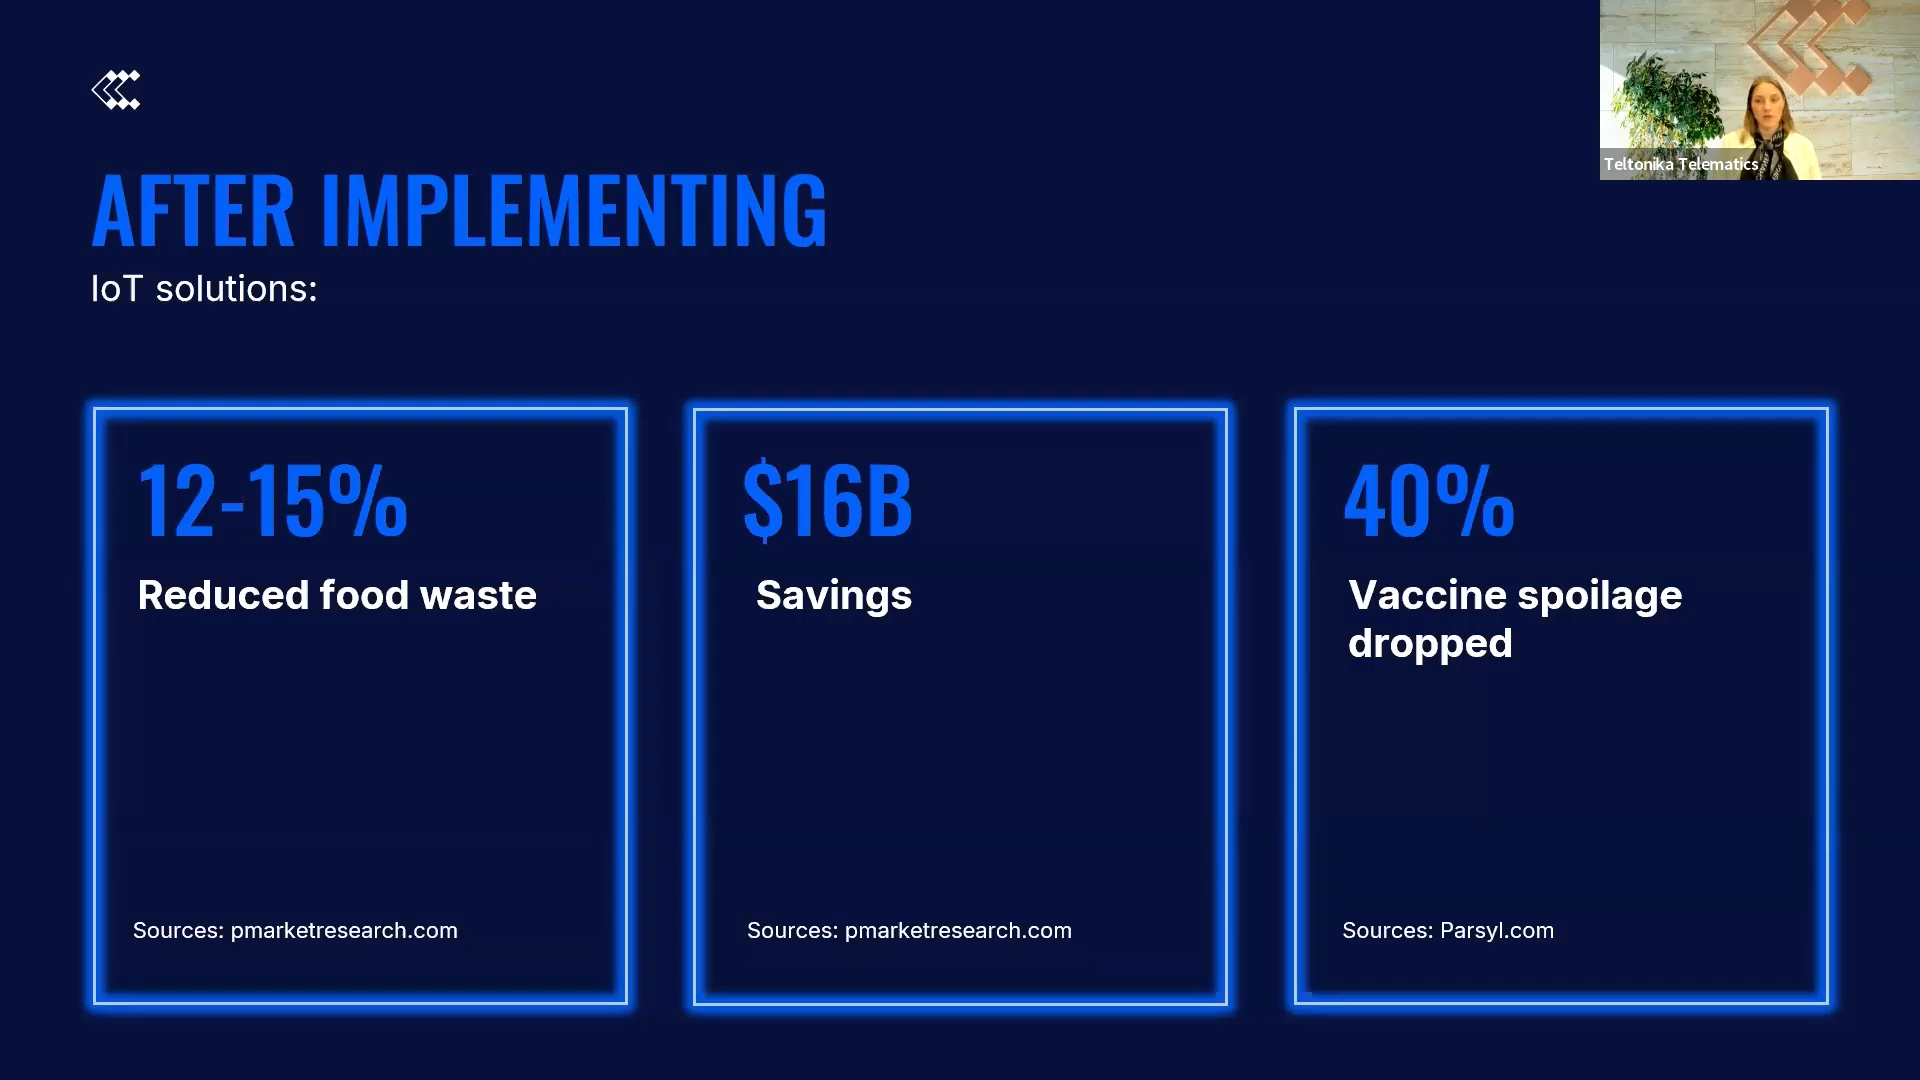 AFTER IMPLEMENTING
IoT solutions:
12-15%
Reduced food waste
Sources: pmarketresearch.com
$16B
Savings
Sources: pmarketresearch.com
40%
Vaccine spoilage
dropped
Sources: Parsyl.com
Teltonika Telematics